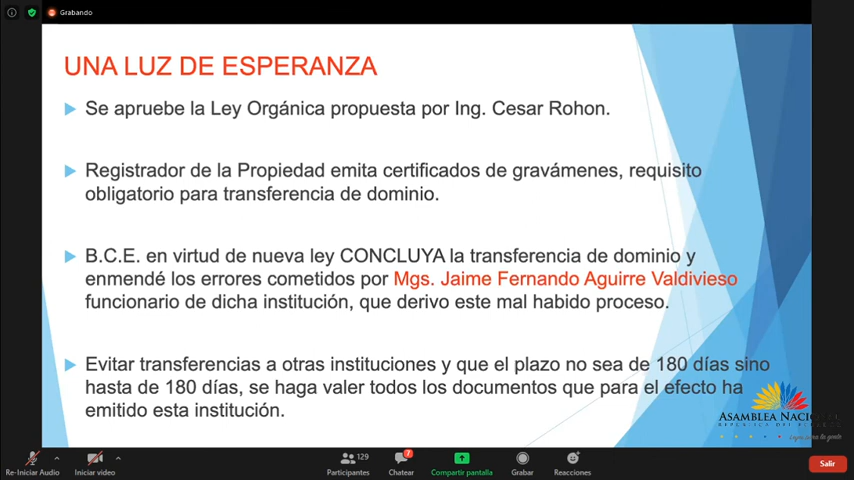 Grabando
UNA LUZ DE ESPERANZA
Se apruebe la Ley Orgánica propuesta por Ing. Cesar Rohon.
Registrador de la Propiedad emita certificados de gravámenes, requisito
obligatorio para transferencia de dominio.
B.C.E. en virtud de nueva ley CONCLUYA la transferencia de dominio y
enmendé los errores cometidos por Mgs. Jaime Fernando Aguirre Valdivieso
funcionario de dicha institución, que derivo este mal habido proceso.
Evitar transferencias a otras instituciones y que el plazo no sea de 180 días sino
hasta de 180 días, se haga valer todos los documentos que para el efecto ha
emitido esta institución.
ASAMBLEA NACI
REPÚBLICA DEL
Re-Iniciar Audio
Iniciar video
129
Participantes
7
Chatear
Compartir pantalla
Grabar
Reacciones
Salir